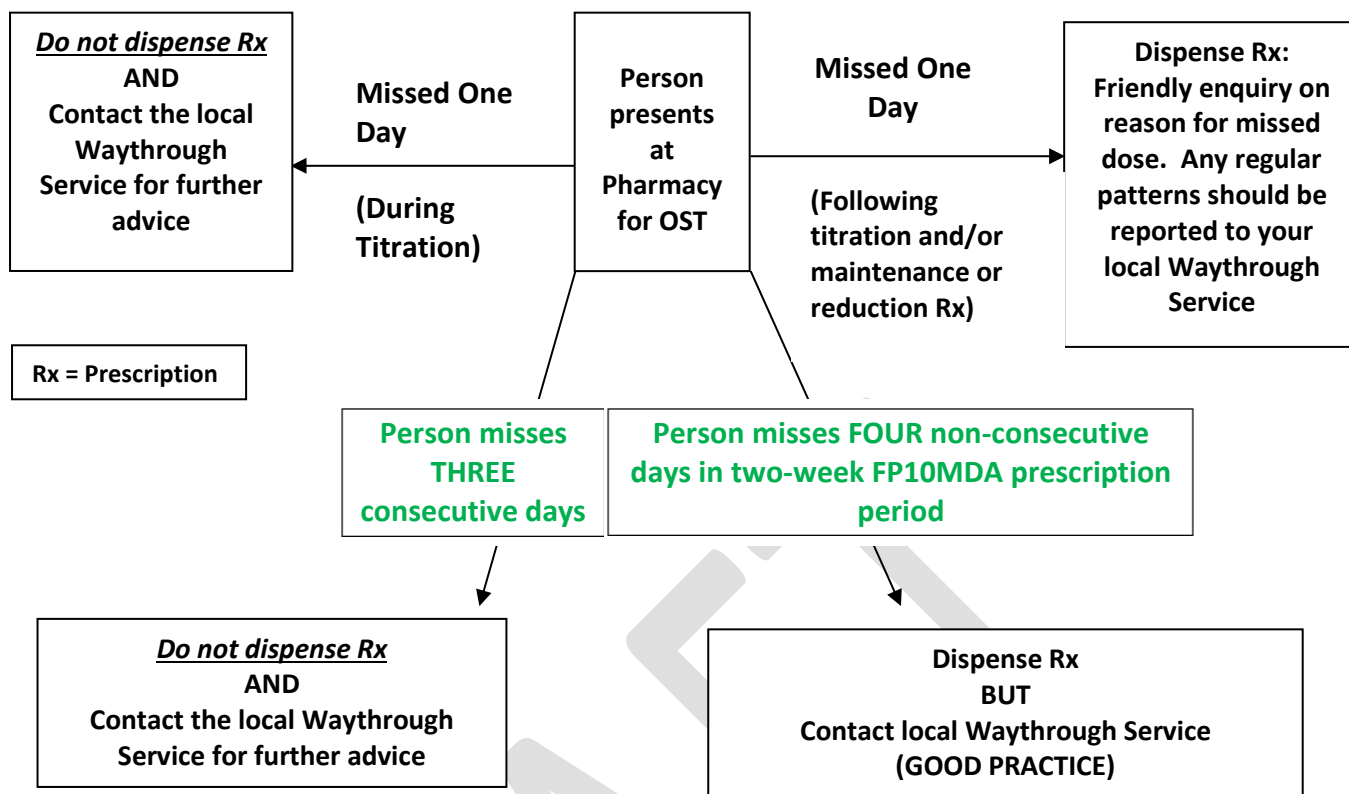 Do not dispense Rx
AND
Contact the local
Waythrough
Service for further
advice
Missed One
Day
(During
Titration)
Person
presents
at
Pharmacy
for OST
Missed One
Day
(Following
titration and/or
maintenance or
reduction Rx)
Dispense Rx:
Friendly enquiry on
reason for missed
dose.  Any regular
patterns should be
reported to your
local Waythrough
Service
Rx = Prescription
Person misses
THREE
consecutive days
Person misses FOUR non-consecutive
days in two-week FP10MDA prescription
period
Do not dispense Rx
AND
Contact the local Waythrough
Service for further advice
Dispense Rx
BUT
Contact local Waythrough Service
(GOOD PRACTICE)